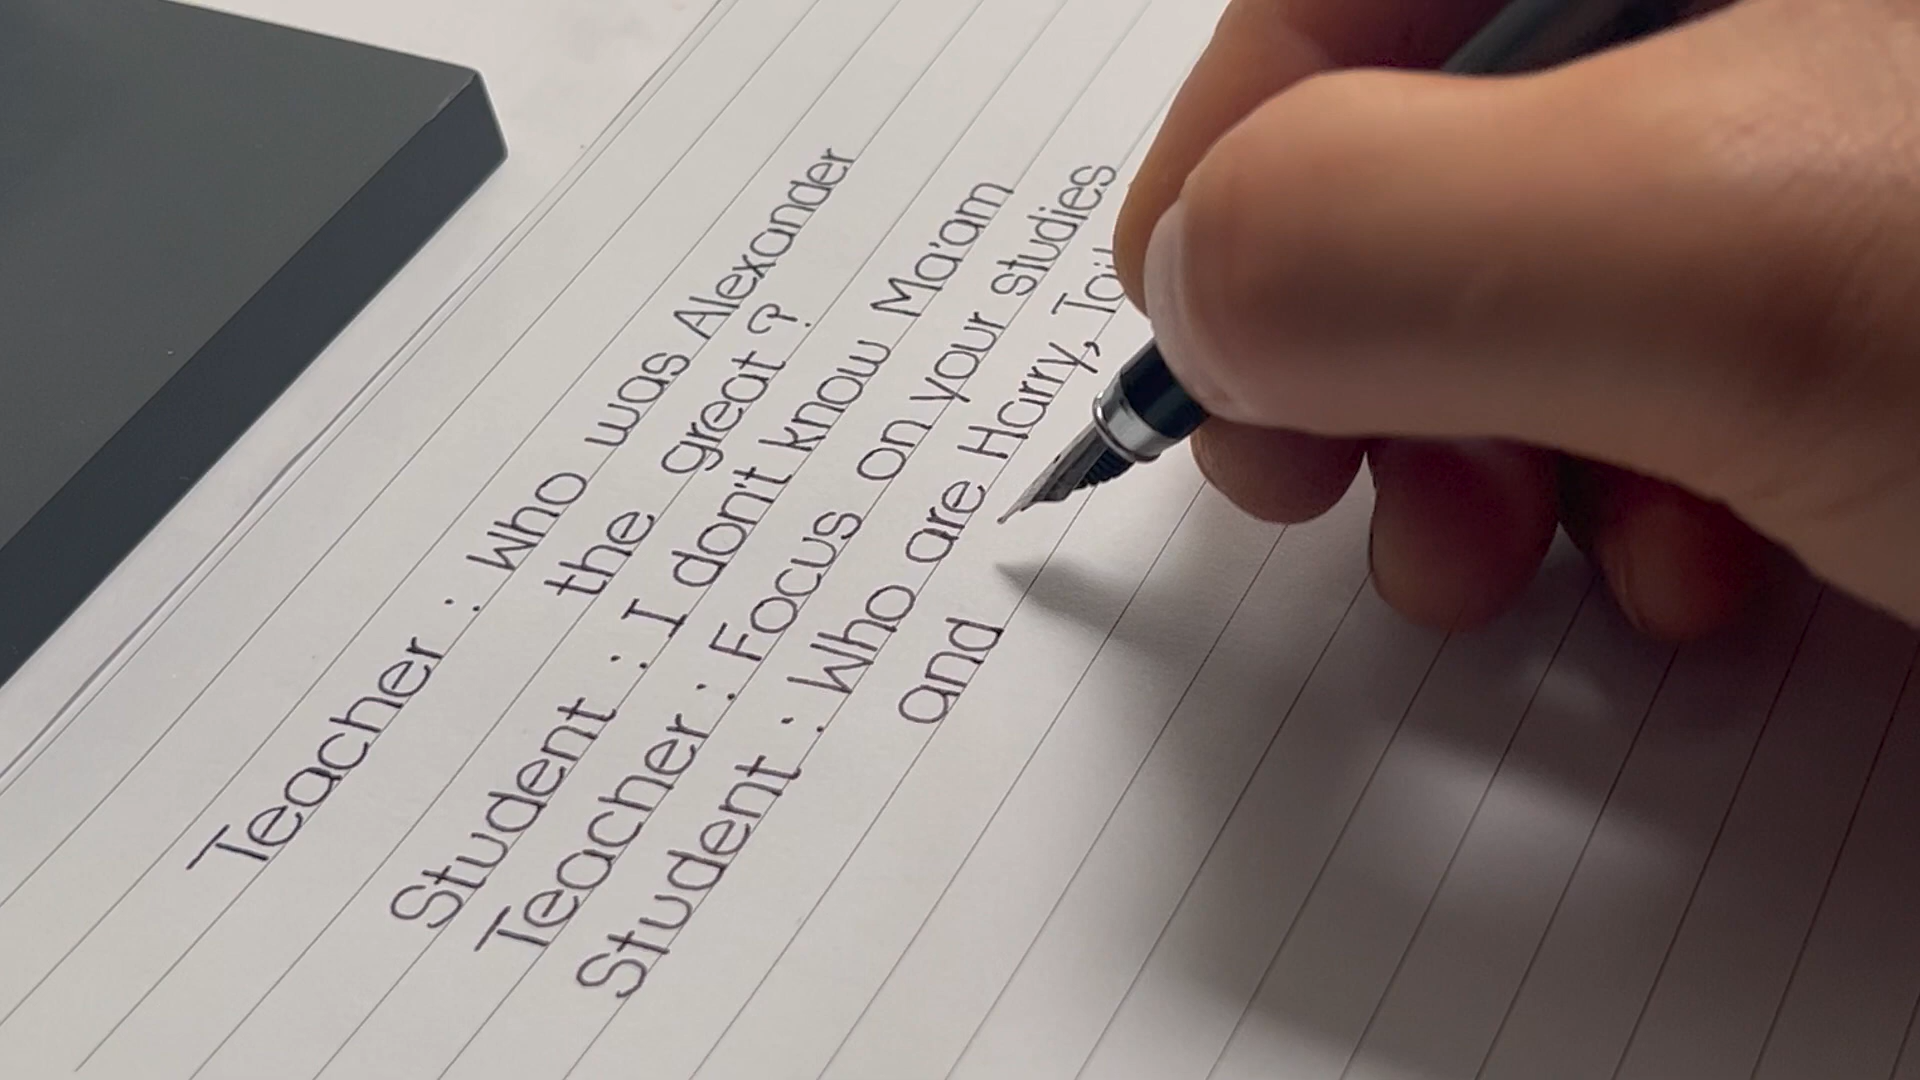 Teacher : Who was Alexander
the great ?
Student : I don't know Ma'am
Teacher : Focus on your studies
Student : Who are Harry,
and